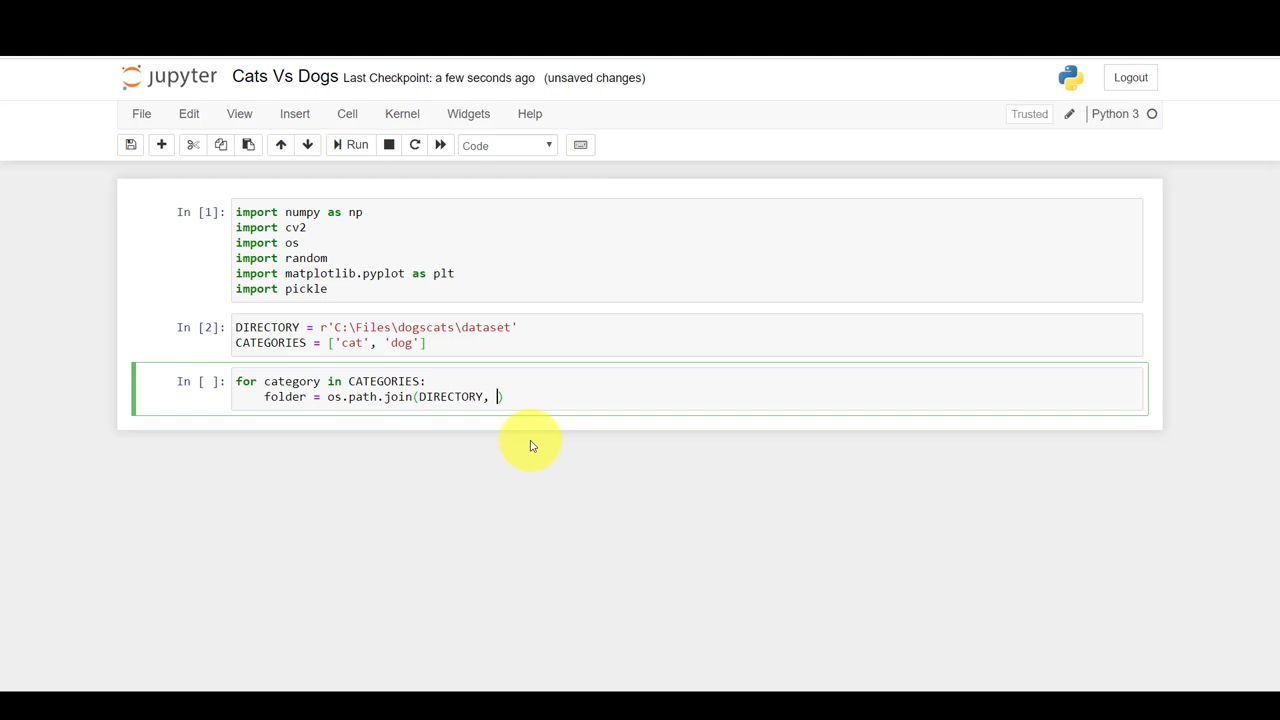 jupyter Cats Vs Dogs Last Checkpoint: a few seconds ago (unsaved changes) Logout
File Edit View Insert Cell Kernel Widgets Help Trusted Python 3
Run Code
In [1]: import numpy as np
import cv2
import os
import random
import matplotlib.pyplot as plt
import pickle
In [2]: DIRECTORY = r'C:\Files\dogscats\dataset'
CATEGORIES = ['cat', 'dog']
In [ ]: for category in CATEGORIES:
folder = os.path.join(DIRECTORY, )